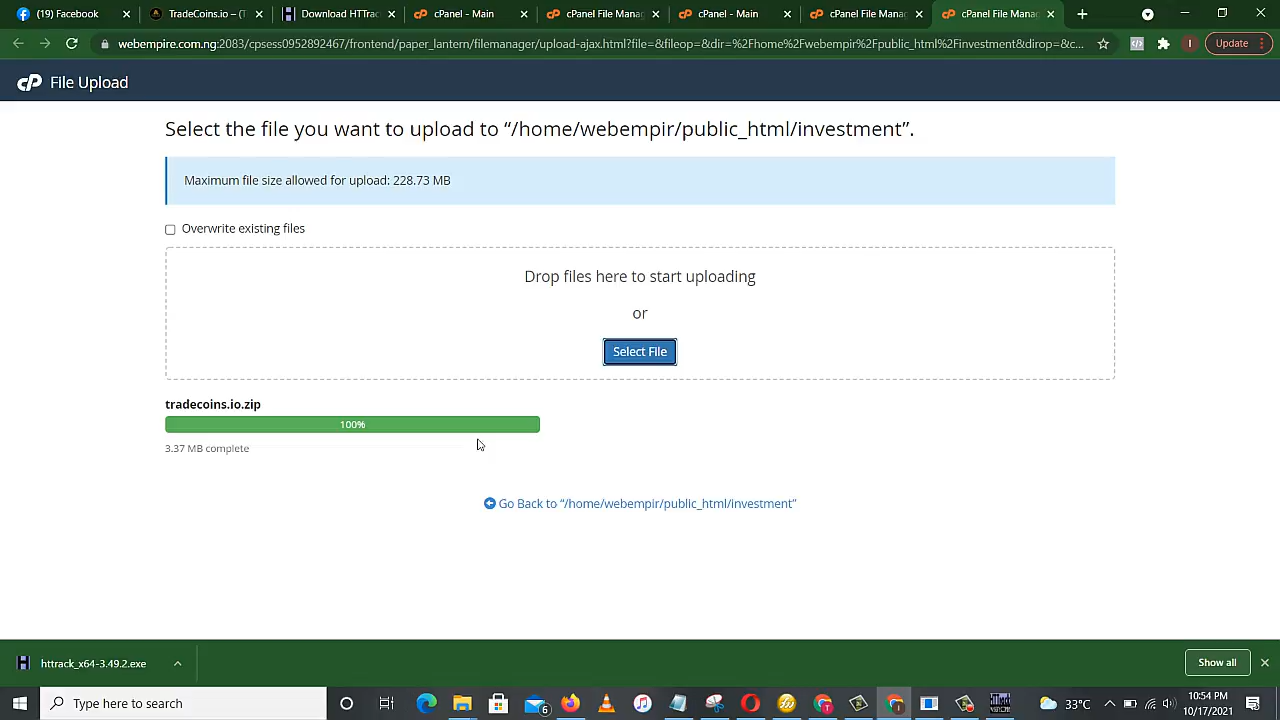 (19) Facebook
TradeCoins.io – (T
Download HTTrac
cPanel - Main
cPanel File Manag
cPanel - Main
cPanel File Manag
cPanel File Manag
webempire.com.ng:2083/cpsess0952892467/frontend/paper_lantern/filemanager/upload-ajax.html?file=&fileop=&dir=%2Fhome%2Fwebempir%2Fpublic_html%2Finvestment&dirop=&c...
I
Update
cP File Upload
Select the file you want to upload to “/home/webempir/public_html/investment”.
Maximum file size allowed for upload: 228.73 MB
Overwrite existing files
Drop files here to start uploading
or
Select File
tradecoins.io.zip
100%
3.37 MB complete
Go Back to “/home/webempir/public_html/investment”
httrack_x64-3.49.2.exe
Show all
Type here to search
6
33°C
10:54 PM
10/17/2021